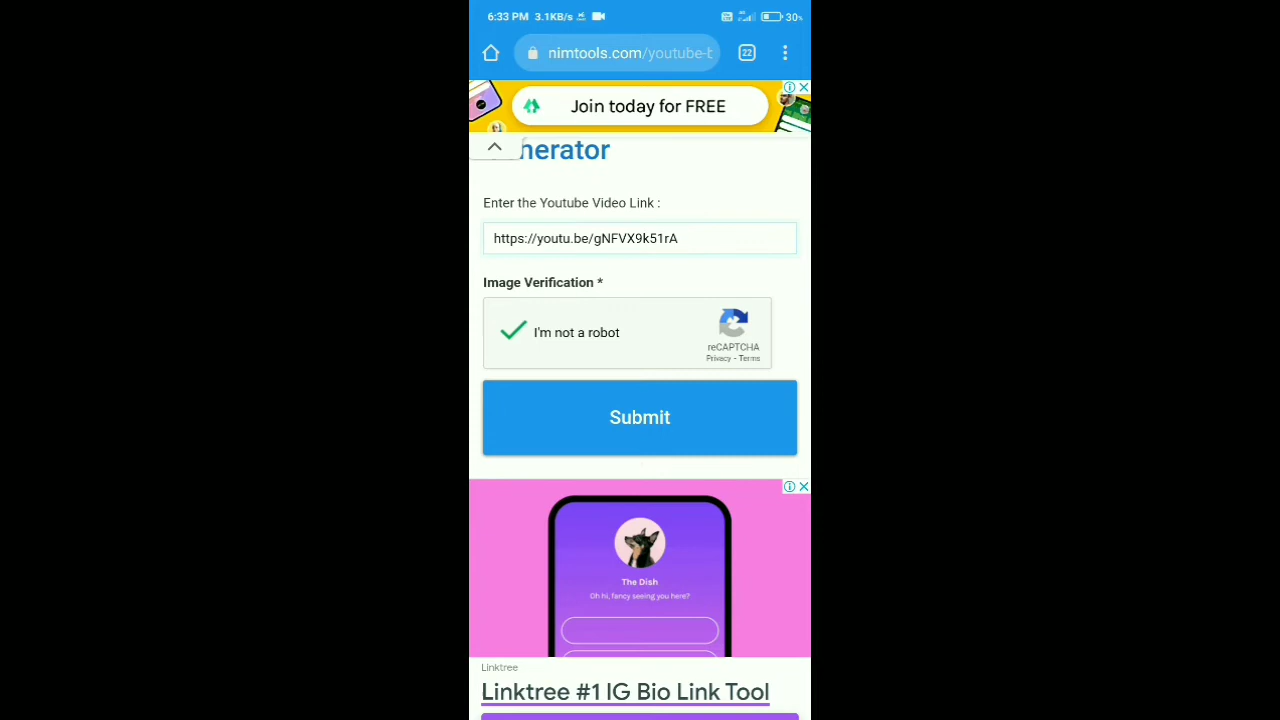 6:33 PM 3.1KB/s 30%
nimtools.com/youtube-t 22
Join today for FREE
nerator
Enter the Youtube Video Link :
https://youtu.be/gNFVX9k51rA
Image Verification *
I'm not a robot
reCAPTCHA
Privacy - Terms
Submit
The Dish
Oh hi, fancy seeing you here?
Linktree
Linktree #1 IG Bio Link Tool